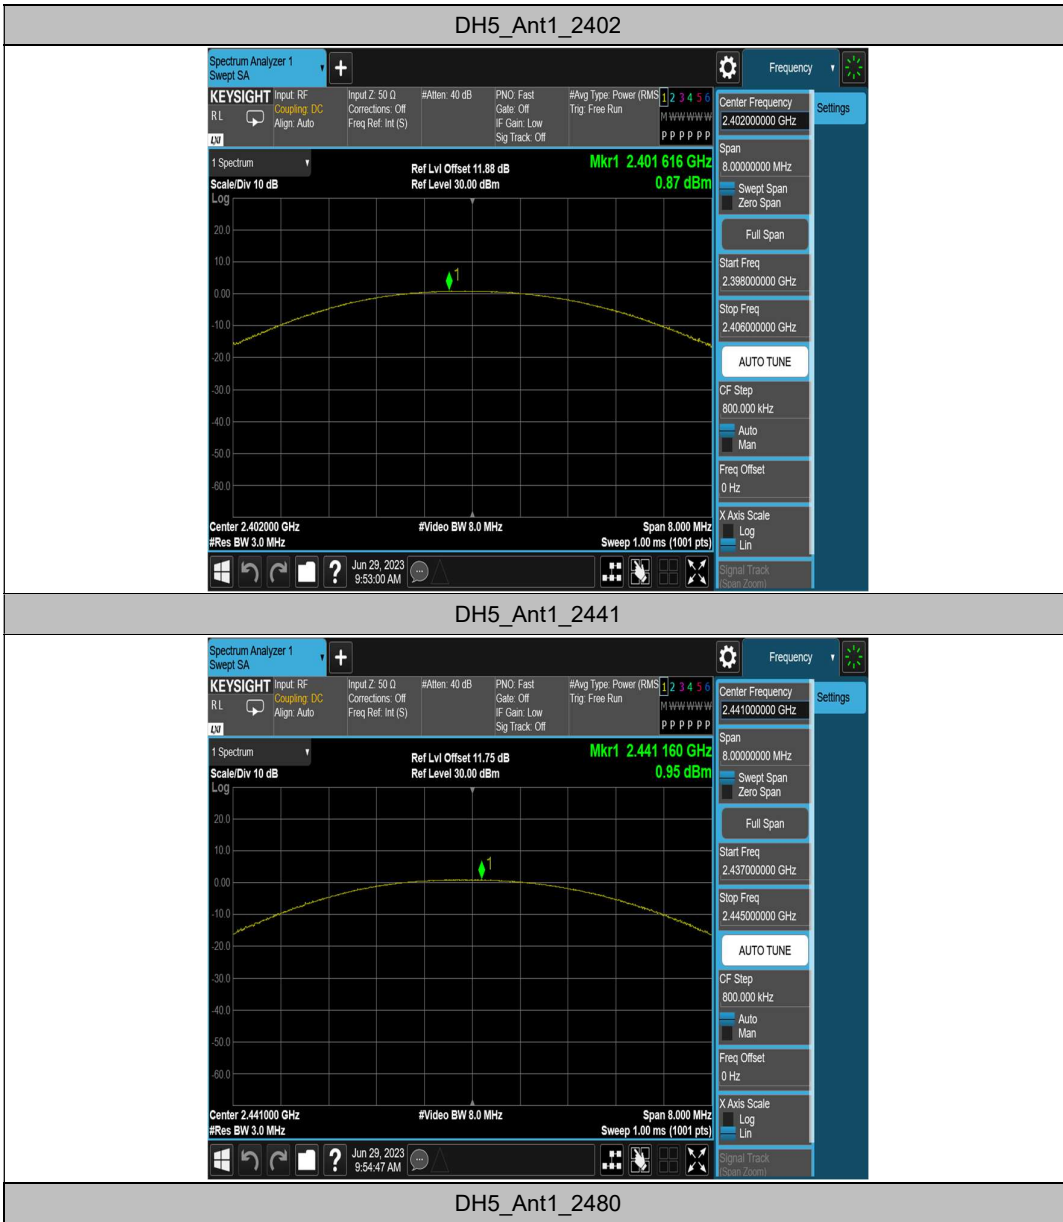 DH5_Ant1_2402
Spectrum Analyzer 1
Swept SA
+
Frequency
KEYSIGHT
RL
LXI
Input: RF
Coupling: DC
Align: Auto
Input Z: 50 Ω
Corrections: Off
Freq Ref: Int (S)
#Atten: 40 dB
PNO: Fast
Gate: Off
IF Gain: Low
Sig Track: Off
#Avg Type: Power (RMS
Trig: Free Run
1 2 3 4 5 6
M W W W W W
P P P P P P
Center Frequency
2.402000000 GHz
Settings
Span
8.00000000 MHz
Swept Span
Zero Span
Full Span
Start Freq
2.398000000 GHz
Stop Freq
2.406000000 GHz
AUTO TUNE
CF Step
800.000 kHz
Auto
Man
Freq Offset
0 Hz
X Axis Scale
Log
Lin
Signal Track
(Span Zoom)
1 Spectrum
Scale/Div 10 dB
Log
Ref Lvl Offset 11.88 dB
Ref Level 30.00 dBm
Mkr1 2.401 616 GHz
0.87 dBm
20.0
10.0
1
0.00
-10.0
-20.0
-30.0
-40.0
-50.0
-60.0
Center 2.402000 GHz
#Video BW 8.0 MHz
Span 8.000 MHz
#Res BW 3.0 MHz
Sweep 1.00 ms (1001 pts)
?
Jun 29, 2023
9:53:00 AM
DH5_Ant1_2441
Spectrum Analyzer 1
Swept SA
+
Frequency
KEYSIGHT
RL
LXI
Input: RF
Coupling: DC
Align: Auto
Input Z: 50 Ω
Corrections: Off
Freq Ref: Int (S)
#Atten: 40 dB
PNO: Fast
Gate: Off
IF Gain: Low
Sig Track: Off
#Avg Type: Power (RMS
Trig: Free Run
1 2 3 4 5 6
M W W W W W
P P P P P P
Center Frequency
2.441000000 GHz
Settings
Span
8.00000000 MHz
Swept Span
Zero Span
Full Span
Start Freq
2.437000000 GHz
Stop Freq
2.445000000 GHz
AUTO TUNE
CF Step
800.000 kHz
Auto
Man
Freq Offset
0 Hz
X Axis Scale
Log
Lin
Signal Track
(Span Zoom)
1 Spectrum
Scale/Div 10 dB
Log
Ref Lvl Offset 11.75 dB
Ref Level 30.00 dBm
Mkr1 2.441 160 GHz
0.95 dBm
20.0
10.0
1
0.00
-10.0
-20.0
-30.0
-40.0
-50.0
-60.0
Center 2.441000 GHz
#Video BW 8.0 MHz
Span 8.000 MHz
#Res BW 3.0 MHz
Sweep 1.00 ms (1001 pts)
?
Jun 29, 2023
9:54:47 AM
DH5_Ant1_2480